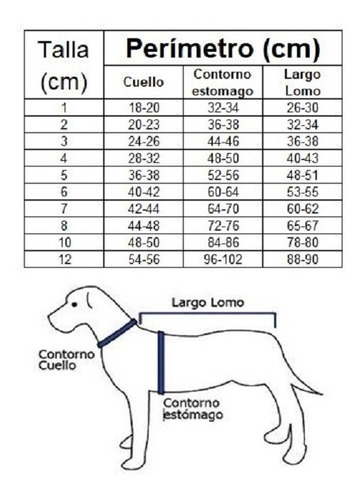 Talla (cm) Perímetro (cm)
Cuello Contorno estomago Largo Lomo
1 18-20 32-34 26-30
2 20-23 36-38 32-34
3 24-26 44-46 36-38
4 28-32 48-50 40-43
5 36-38 52-56 48-51
6 40-42 60-64 53-55
7 42-44 64-70 60-62
8 44-48 72-76 65-67
10 48-50 84-86 78-80
12 54-56 96-102 88-90
Largo Lomo
Contorno
Cuello
Contorno
estómago